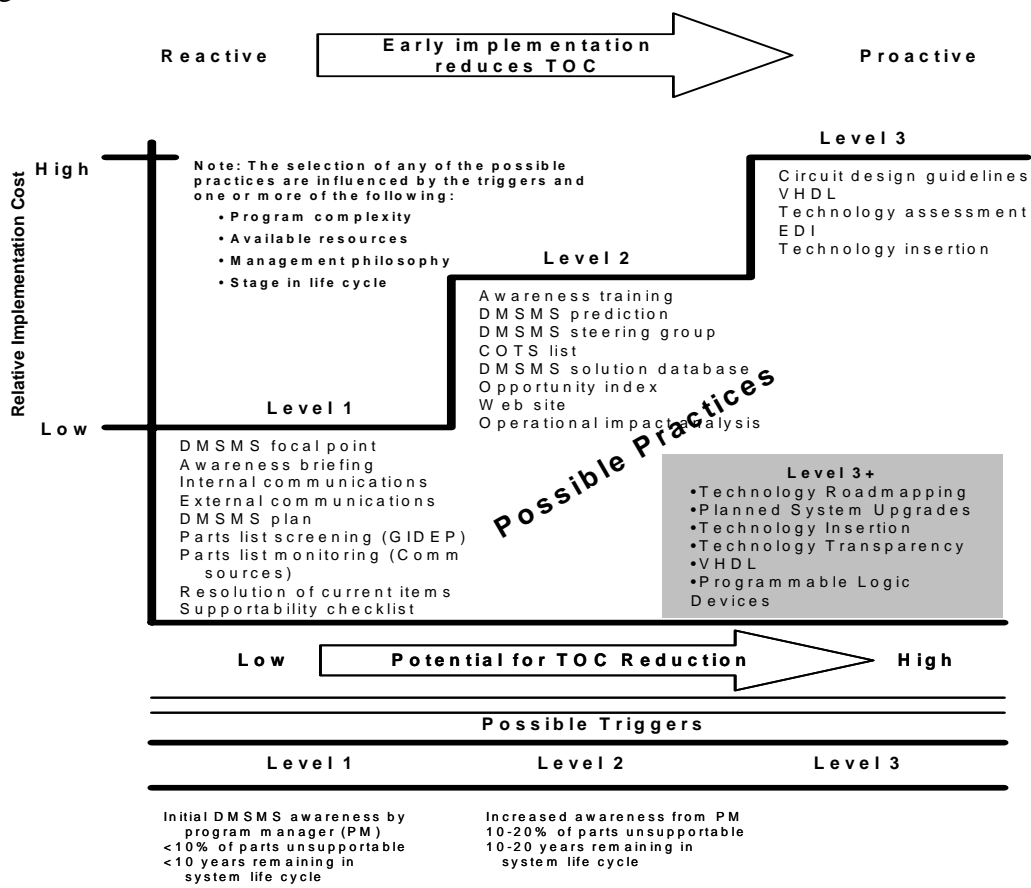 Reactive
Early implementation
reduces TOC
Proactive
Relative Implementation Cost
High
Low
Note: The selection of any of the possible
practices are influenced by the triggers and
one or more of the following:
• Program complexity
• Available resources
• Management philosophy
• Stage in life cycle
Level 3
Circuit design guidelines
VHDL
Technology assessment
EDI
Technology insertion
Level 2
Awareness training
DMSMS prediction
DMSMS steering group
COTS list
DMSMS solution database
Opportunity index
Web site
Operational impact analysis
Level 1
DMSMS focal point
Awareness briefing
Internal communications
External communications
DMSMS plan
Parts list screening (GIDEP)
Parts list monitoring (Comm
sources)
Resolution of current items
Supportability checklist
Possible Practices
Level 3+
•Technology Roadmapping
•Planned System Upgrades
•Technology Insertion
•Technology Transparency
•VHDL
•Programmable Logic
Devices
Low
Potential for TOC Reduction
High
Possible Triggers
Level 1
Level 2
Level 3
Initial DMSMS awareness by
program manager (PM)
<10% of parts unsupportable
<10 years remaining in
system life cycle
Increased awareness from PM
10-20% of parts unsupportable
10-20 years remaining in
system life cycle